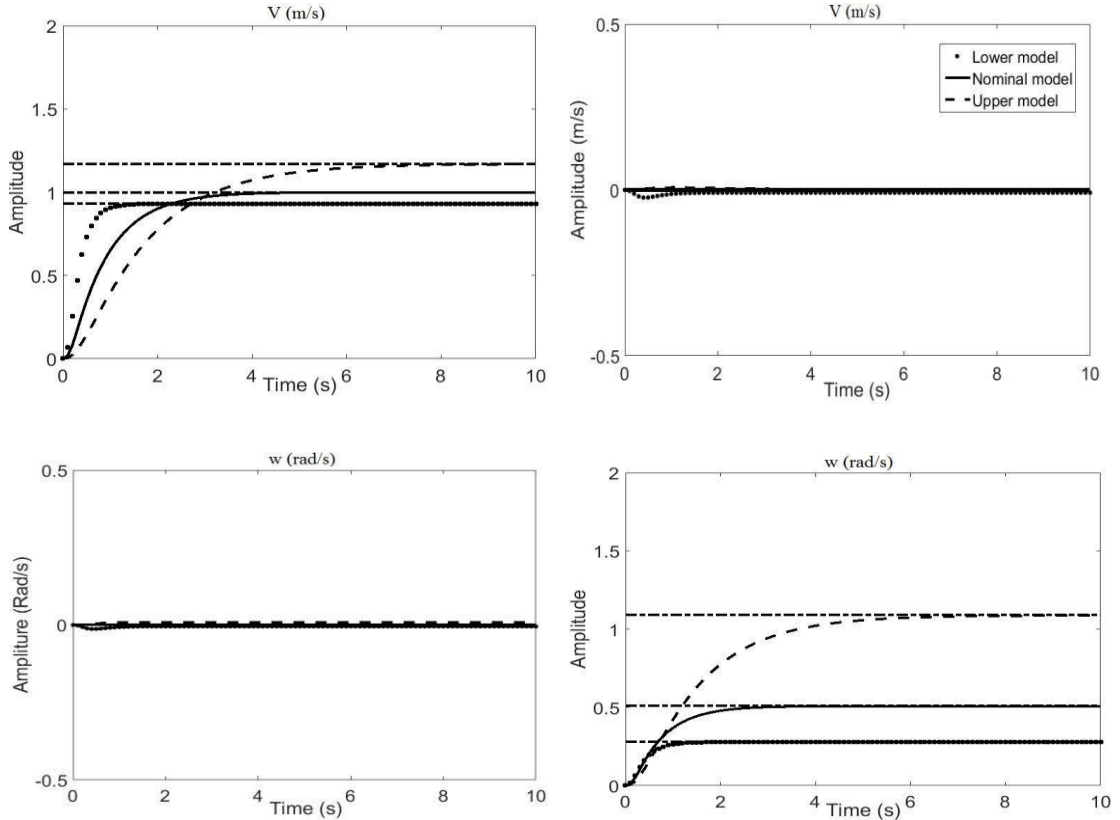 V (m/s)
2
1.5
1
0.5
0
Amplitude
0 2 4 6 8 10
Time (s)
V (m/s)
0.5
0
-0.5
Amplitude (m/s)
Lower model
Nominal model
Upper model
0 2 4 6 8 10
Time (s)
w (rad/s)
0.5
0
-0.5
Ampliture (Rad/s)
0 2 4 6 8 10
Time (s)
w (rad/s)
2
1.5
1
0.5
0
Amplitude
0 2 4 6 8 10
Time (s)